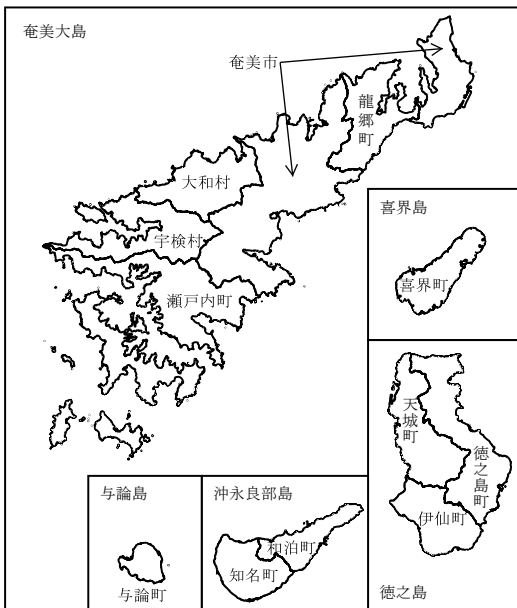 奄美大島
奄美市
龍郷町
大和村
宇検村
瀬戸内町
喜界島
喜界町
天城町
徳之島町
伊仙町
徳之島
与論島
与論町
沖永良部島
和泊町
知名町